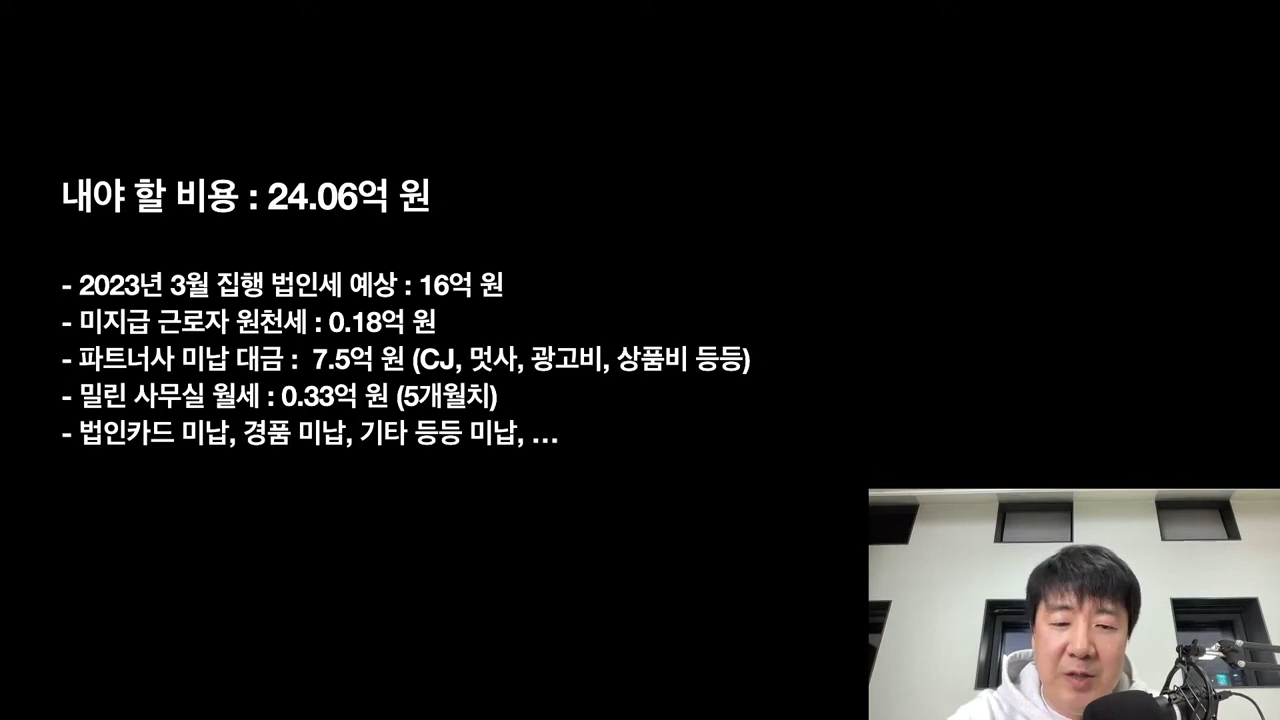 내야 할 비용 : 24.06억 원
- 2023년 3월 집행 법인세 예상 : 16억 원
- 미지급 근로자 원천세 : 0.18억 원
- 파트너사 미납 대금 :  7.5억 원 (CJ, 멋사, 광고비, 상품비 등등)
- 밀린 사무실 월세 : 0.33억 원 (5개월치)
- 법인카드 미납, 경품 미납, 기타 등등 미납, …